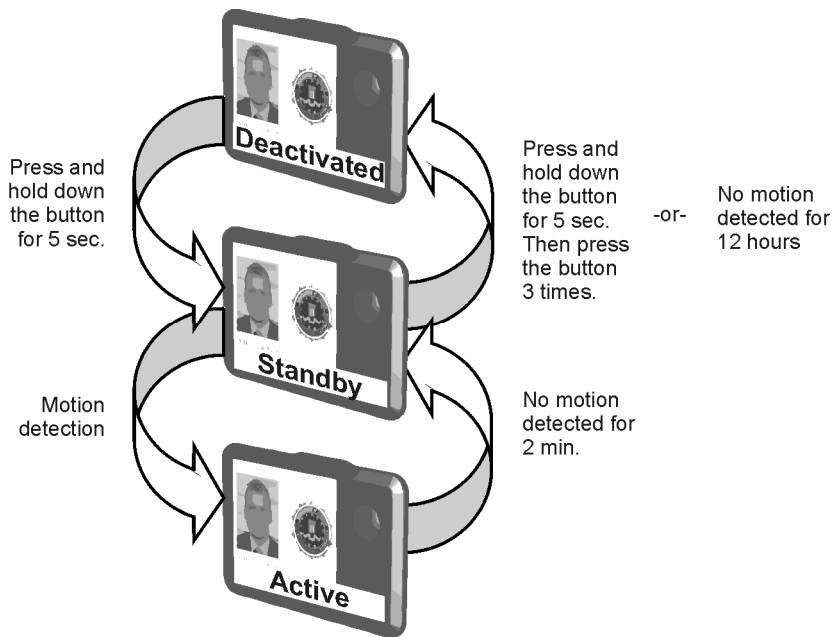 Deactivated
Press and
hold down
the button
for 5 sec.
Press and
hold down
the button
for 5 sec.
Then press
the button
3 times.
-or-
No motion
detected for
12 hours
Standby
Motion
detection
No motion
detected for
2 min.
Active